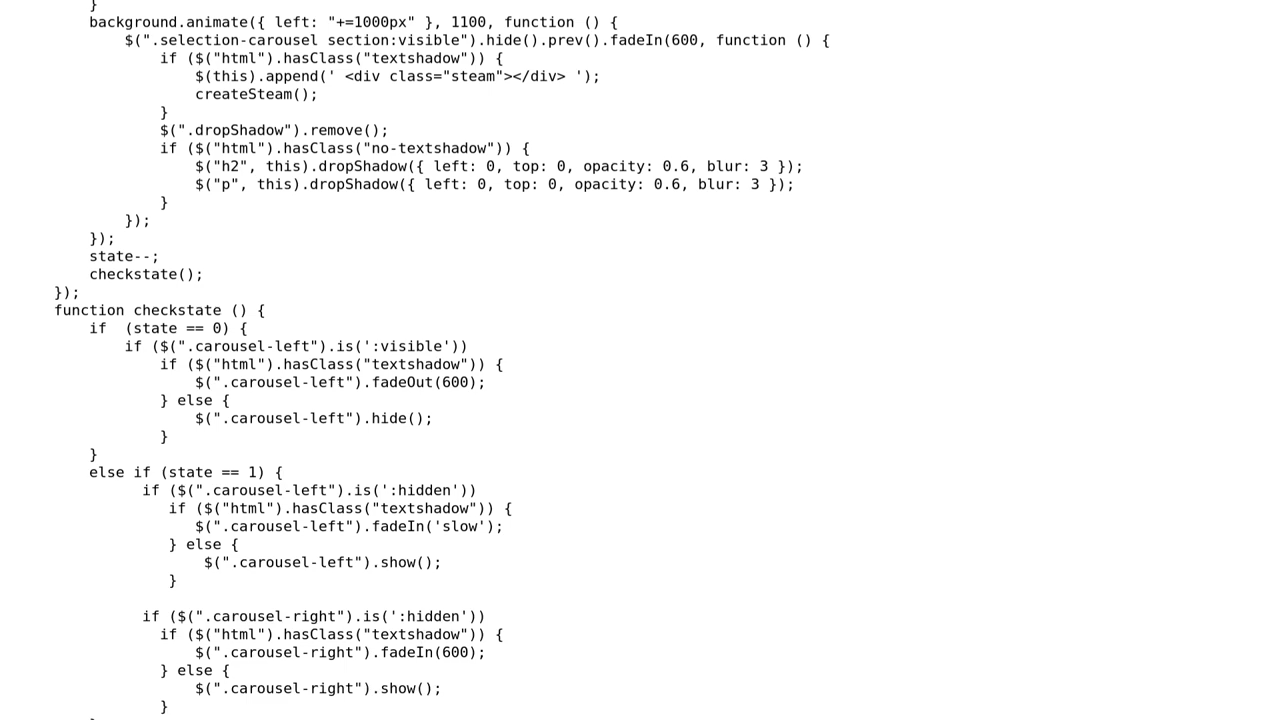 }
background.animate({ left: "+=1000px" }, 1100, function () {
$(".selection-carousel section:visible").hide().prev().fadeIn(600, function () {
if ($("html").hasClass("textshadow")) {
$(this).append(' <div class="steam"></div> ');
createSteam();
}
$(".dropShadow").remove();
if ($("html").hasClass("no-textshadow")) {
$("h2", this).dropShadow({ left: 0, top: 0, opacity: 0.6, blur: 3 });
$("p", this).dropShadow({ left: 0, top: 0, opacity: 0.6, blur: 3 });
}
});
});
state--;
checkstate();
});
function checkstate () {
if  (state == 0) {
if ($(".carousel-left").is(':visible'))
if ($("html").hasClass("textshadow")) {
$(".carousel-left").fadeOut(600);
} else {
$(".carousel-left").hide();
}
}
else if (state == 1) {
if ($(".carousel-left").is(':hidden'))
if ($("html").hasClass("textshadow")) {
$(".carousel-left").fadeIn('slow');
} else {
$(".carousel-left").show();
}
if ($(".carousel-right").is(':hidden'))
if ($("html").hasClass("textshadow")) {
$(".carousel-right").fadeIn(600);
} else {
$(".carousel-right").show();
}